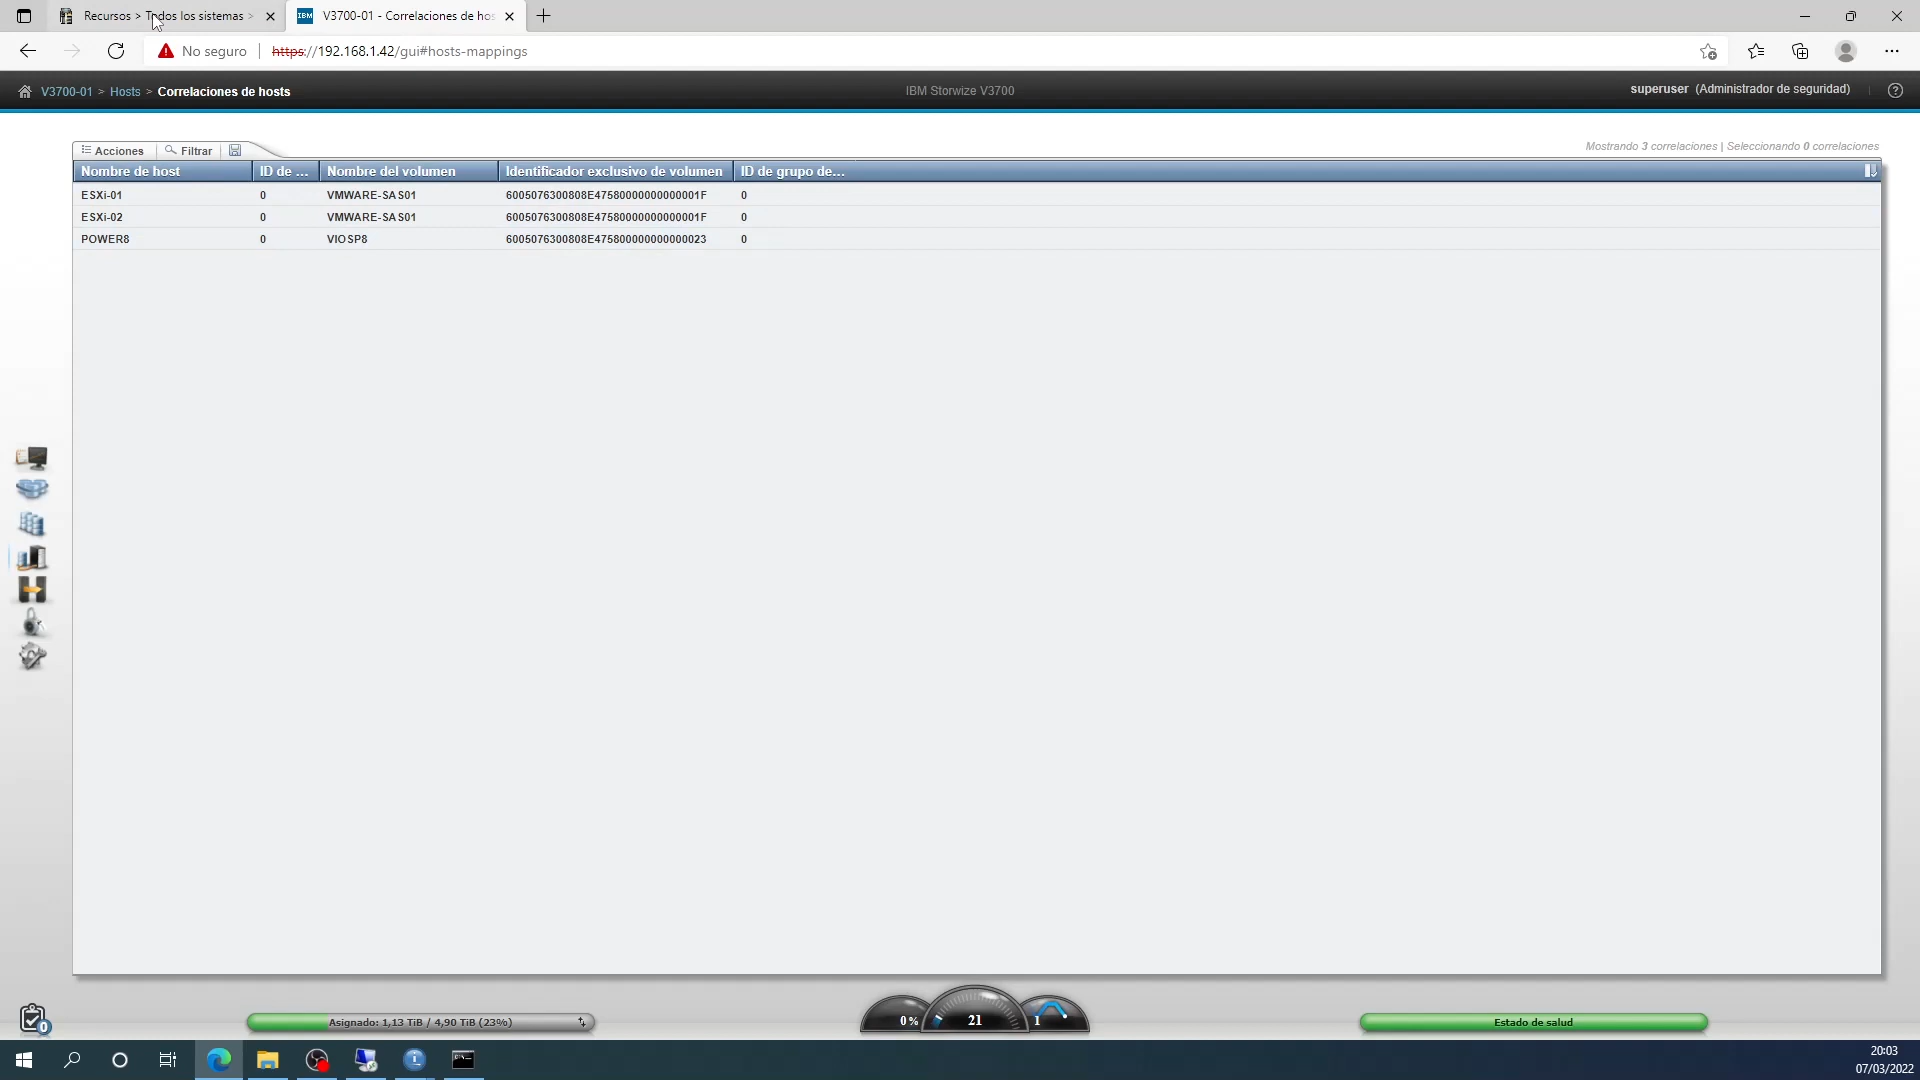 Recursos > Todos los sistemas >
IBM V3700-01 - Correlaciones de hos
No seguro https://192.168.1.42/gui#hosts-mappings
V3700-01 > Hosts > Correlaciones de hosts
IBM Storwize V3700
superuser (Administrador de seguridad)
Acciones Filtrar
Mostrando 3 correlaciones | Seleccionando 0 correlaciones
Nombre de host ID de ... Nombre del volumen Identificador exclusivo de volumen ID de grupo de...
ESXi-01 0 VMWARE-SAS01 6005076300808E47580000000000001F 0
ESXi-02 0 VMWARE-SAS01 6005076300808E47580000000000001F 0
POWER8 0 VIOSP8 6005076300808E475800000000000023 0
0
Asignado: 1,13 TiB / 4,90 TiB (23%)
0% 21 1
Estado de salud
20:03
07/03/2022